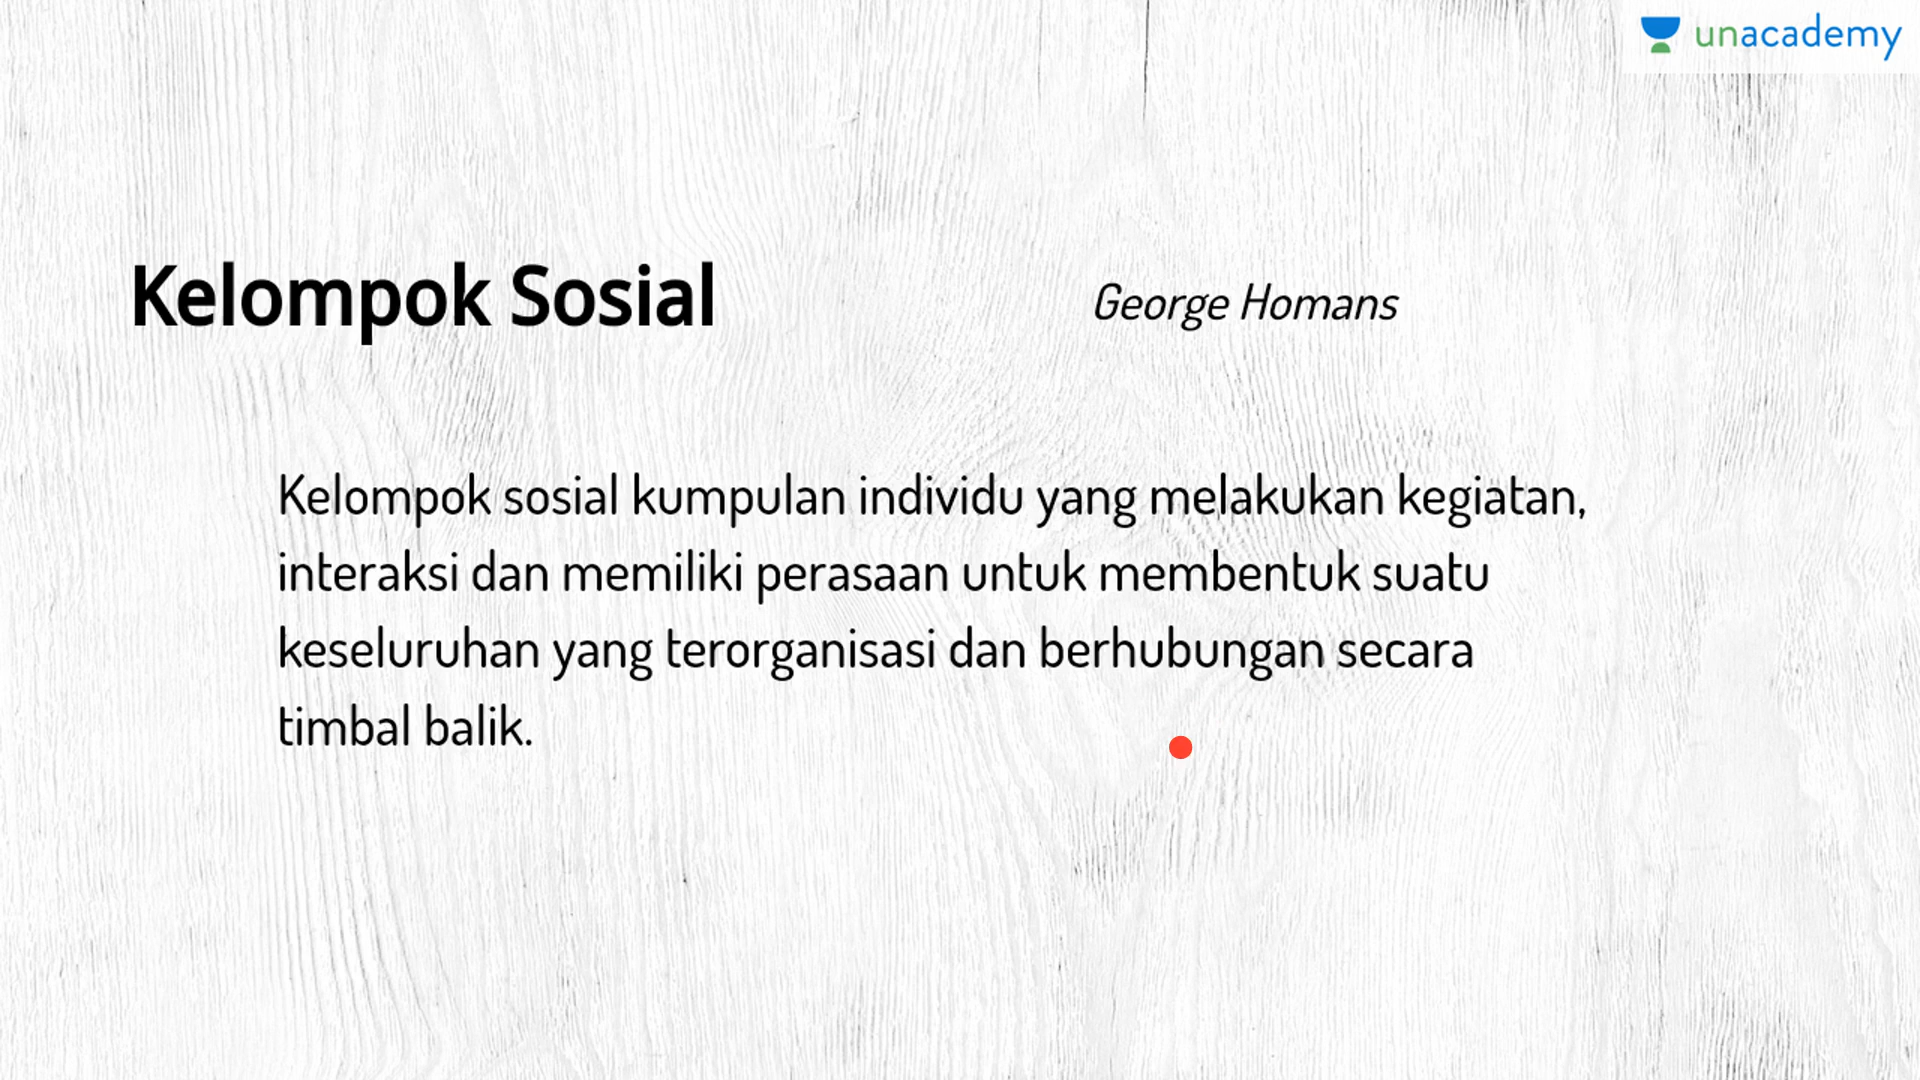 unacademy
Kelompok Sosial
George Homans
Kelompok sosial kumpulan individu yang melakukan kegiatan,
interaksi dan memiliki perasaan untuk membentuk suatu
keseluruhan yang terorganisasi dan berhubungan secara
timbal balik.